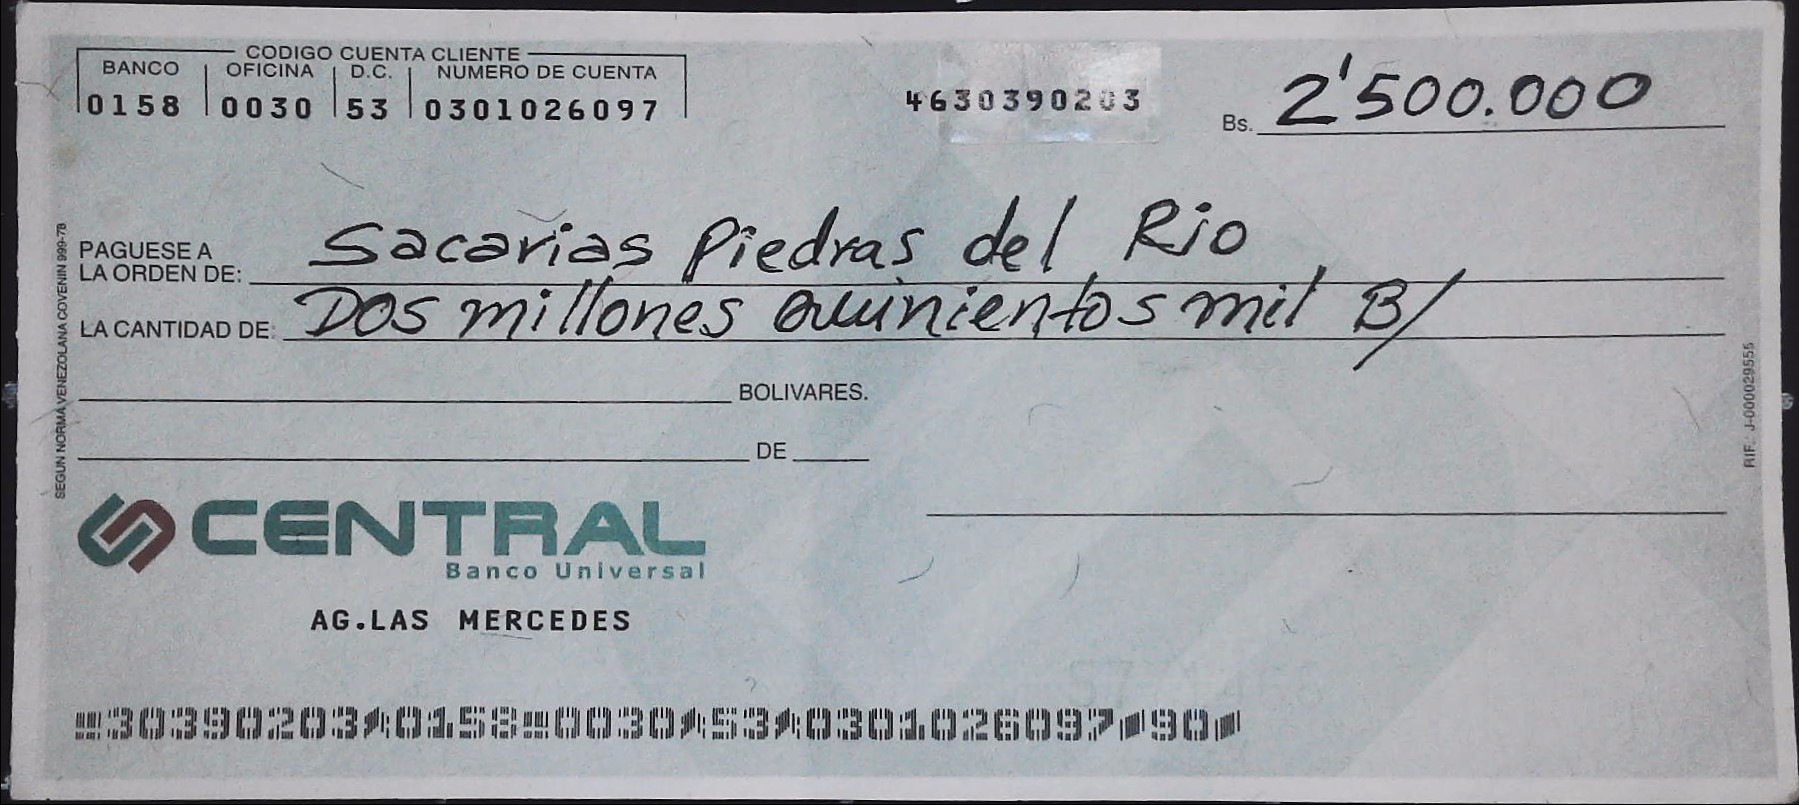 CODIGO CUENTA CLIENTE
BANCO OFICINA D.C. NUMERO DE CUENTA
0158 0030 53 0301026097
4630390203
Bs. 2'500.000
PAGUESE A
LA ORDEN DE: Sacarias Piedras del Rio
LA CANTIDAD DE: Dos millones Quinientos mil B/
BOLIVARES.
DE
CENTRAL
Banco Universal
AG.LAS MERCEDES
30390203 0158 0030 53 0301026097 90
SEGUN NORMA VENEZOLANA COVENIN 999-78
RIF.: J-000029555